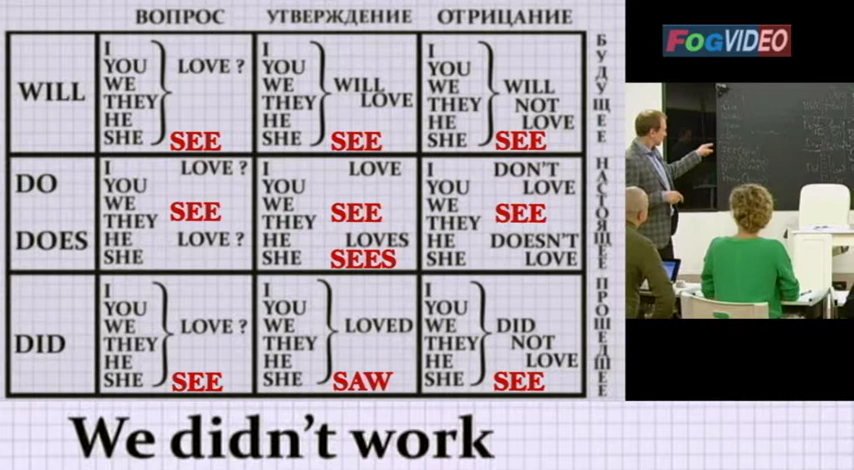 ВОПРОС УТВЕРЖДЕНИЕ ОТРИЦАНИЕ
FOGVIDEO
WILL
I
YOU
WE
THEY
HE
SHE
LOVE ?
SEE
I
YOU
WE
THEY
HE
SHE
WILL
LOVE
SEE
I
YOU
WE
THEY
HE
SHE
WILL
NOT
LOVE
SEE
БУДУЩЕЕ
DO
DOES
I
YOU
WE
THEY
HE
SHE
LOVE ?
SEE
LOVE ?
I
YOU
WE
THEY
HE
SHE
LOVE
SEE
LOVES
SEES
I
YOU
WE
THEY
HE
SHE
DON'T
LOVE
SEE
DOESN'T
LOVE
НАСТОЯЩЕЕ
DID
I
YOU
WE
THEY
HE
SHE
LOVE ?
SEE
I
YOU
WE
THEY
HE
SHE
LOVED
SAW
I
YOU
WE
THEY
HE
SHE
DID
NOT
LOVE
SEE
ПРОШЕДШЕЕ
We didn't work